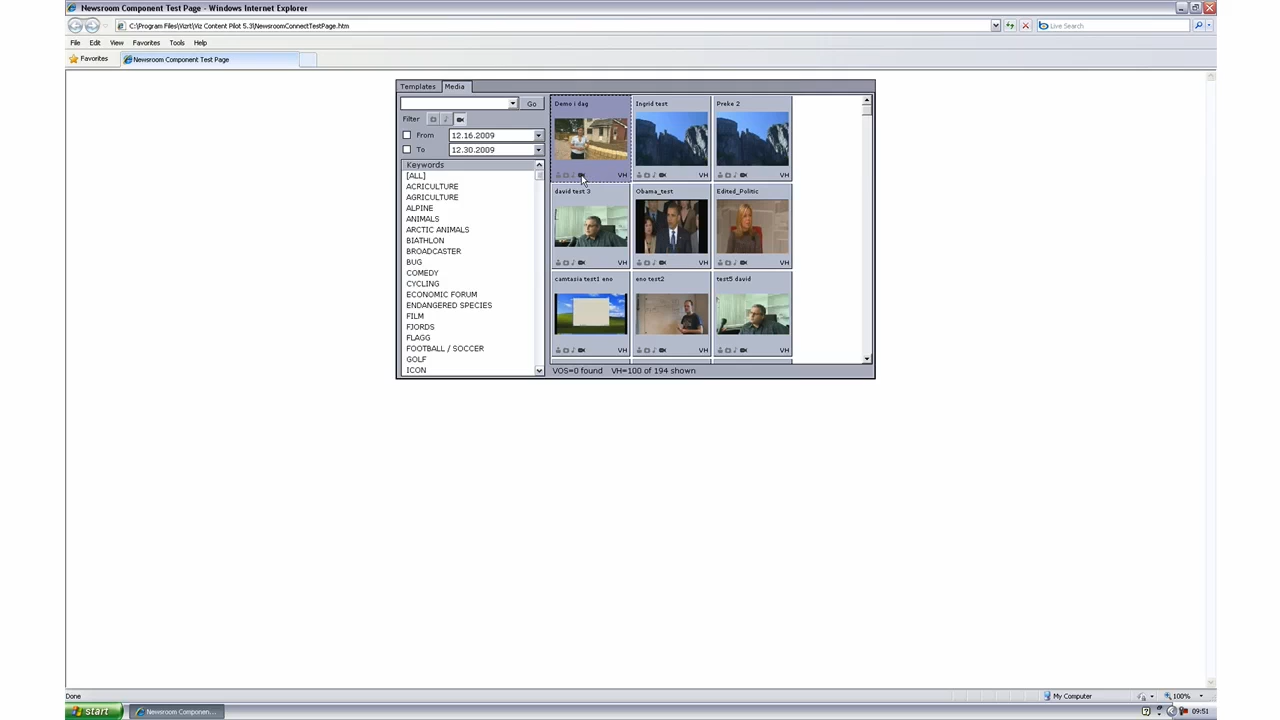 Newsroom Component Test Page - Windows Internet Explorer
C:\Program Files\Vizrt\Viz Content Pilot 5.3\NewsroomConnectTestPage.htm
Live Search
File Edit View Favorites Tools Help
Favorites
Newsroom Component Test Page
Templates Media
Go
Filter
From 12.16.2009
To 12.30.2009
Keywords
[ALL]
ACRICULTURE
AGRICULTURE
ALPINE
ANIMALS
ARCTIC ANIMALS
BIATHLON
BROADCASTER
BUG
COMEDY
CYCLING
ECONOMIC FORUM
ENDANGERED SPECIES
FILM
FJORDS
FLAGG
FOOTBALL / SOCCER
GOLF
ICON
Demo i dag Ingrid test Preke 2
VH VH VH
david test 3 Obama_test Edited_Politic
VH VH VH
camtasia test1 eno eno test2 test5 david
VH VH VH
VOS=0 found VH=100 of 194 shown
Done
My Computer
100%
start
Newsroom Componen...
09:51